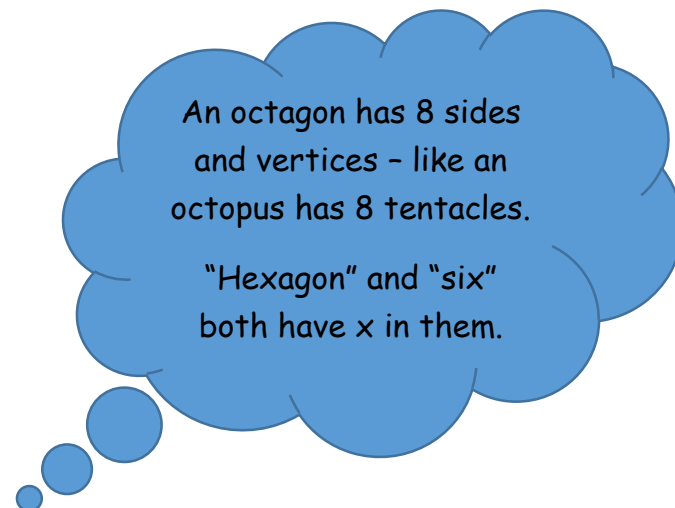 An octagon has 8 sides
and vertices – like an
octopus has 8 tentacles.
“Hexagon” and “six”
both have x in them.